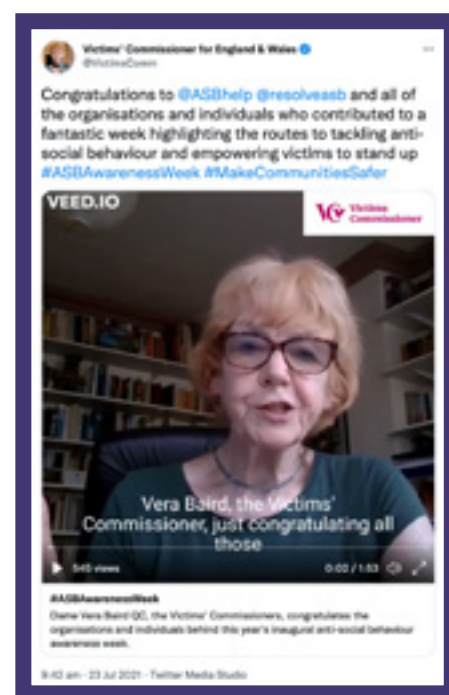 Victims' Commissioner for England & Wales
@VictimsComm
Congratulations to @ASBhelp @resolveasb and all of
the organisations and individuals who contributed to a
fantastic week highlighting the routes to tackling anti-
social behaviour and empowering victims to stand up
#ASBAwarenessWeek #MakeCommunitiesSafer
VEED.IO
VC Victims
Commissioner
Vera Baird, the Victims'
Commissioner, just congratulating all
those
545 views
0:02 / 1:53
#ASBAwarenessWeek
Dame Vera Baird QC, the Victims' Commissioners, congratulates the
organisations and individuals behind this year's inaugural anti-social behaviour
awareness week.
9:42 am · 23 Jul 2021 · Twitter Media Studio